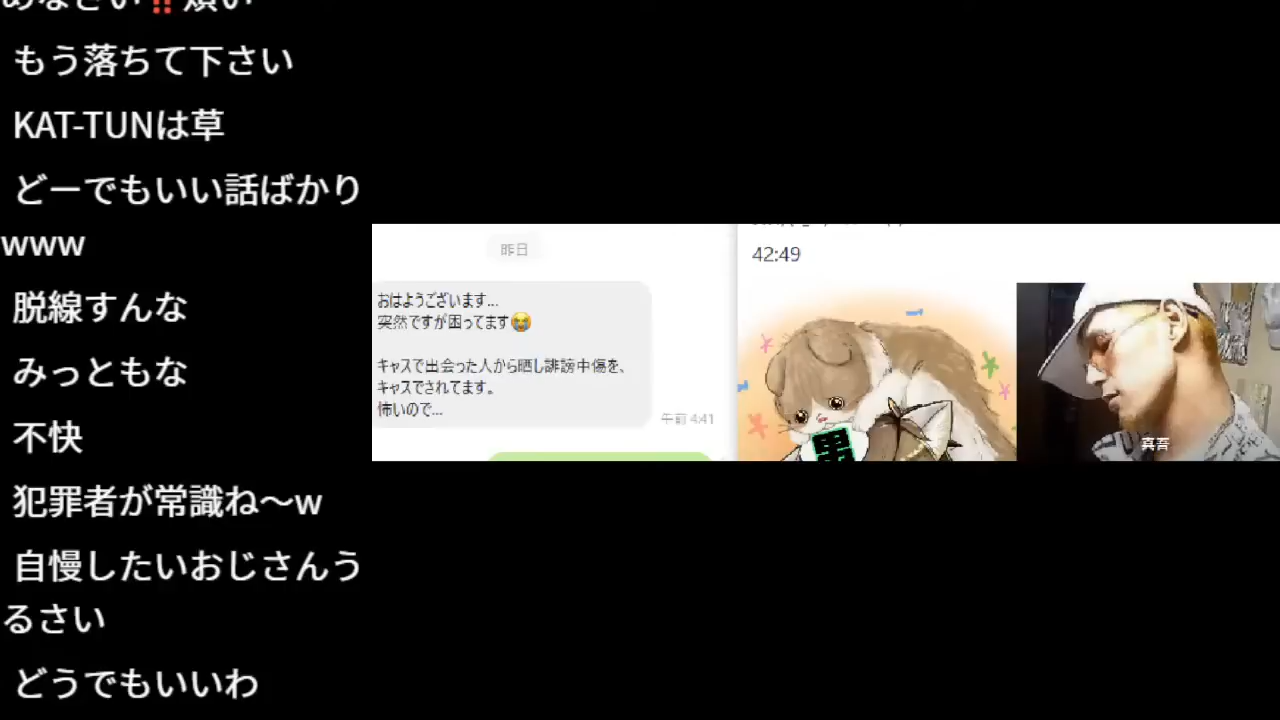 もう落ちて下さい
KAT-TUNは草
どーでもいい話ばかり
www
脱線すんな
みっともな
不快
犯罪者が常識ね〜w
自慢したいおじさんう
るさい
どうでもいいわ
昨日
おはようございます...
突然ですが困ってます😭
キャスで出会った人から晒し誹謗中傷を、
キャスでされてます。
怖いので...
午前 4:41
42:49
男
真吾